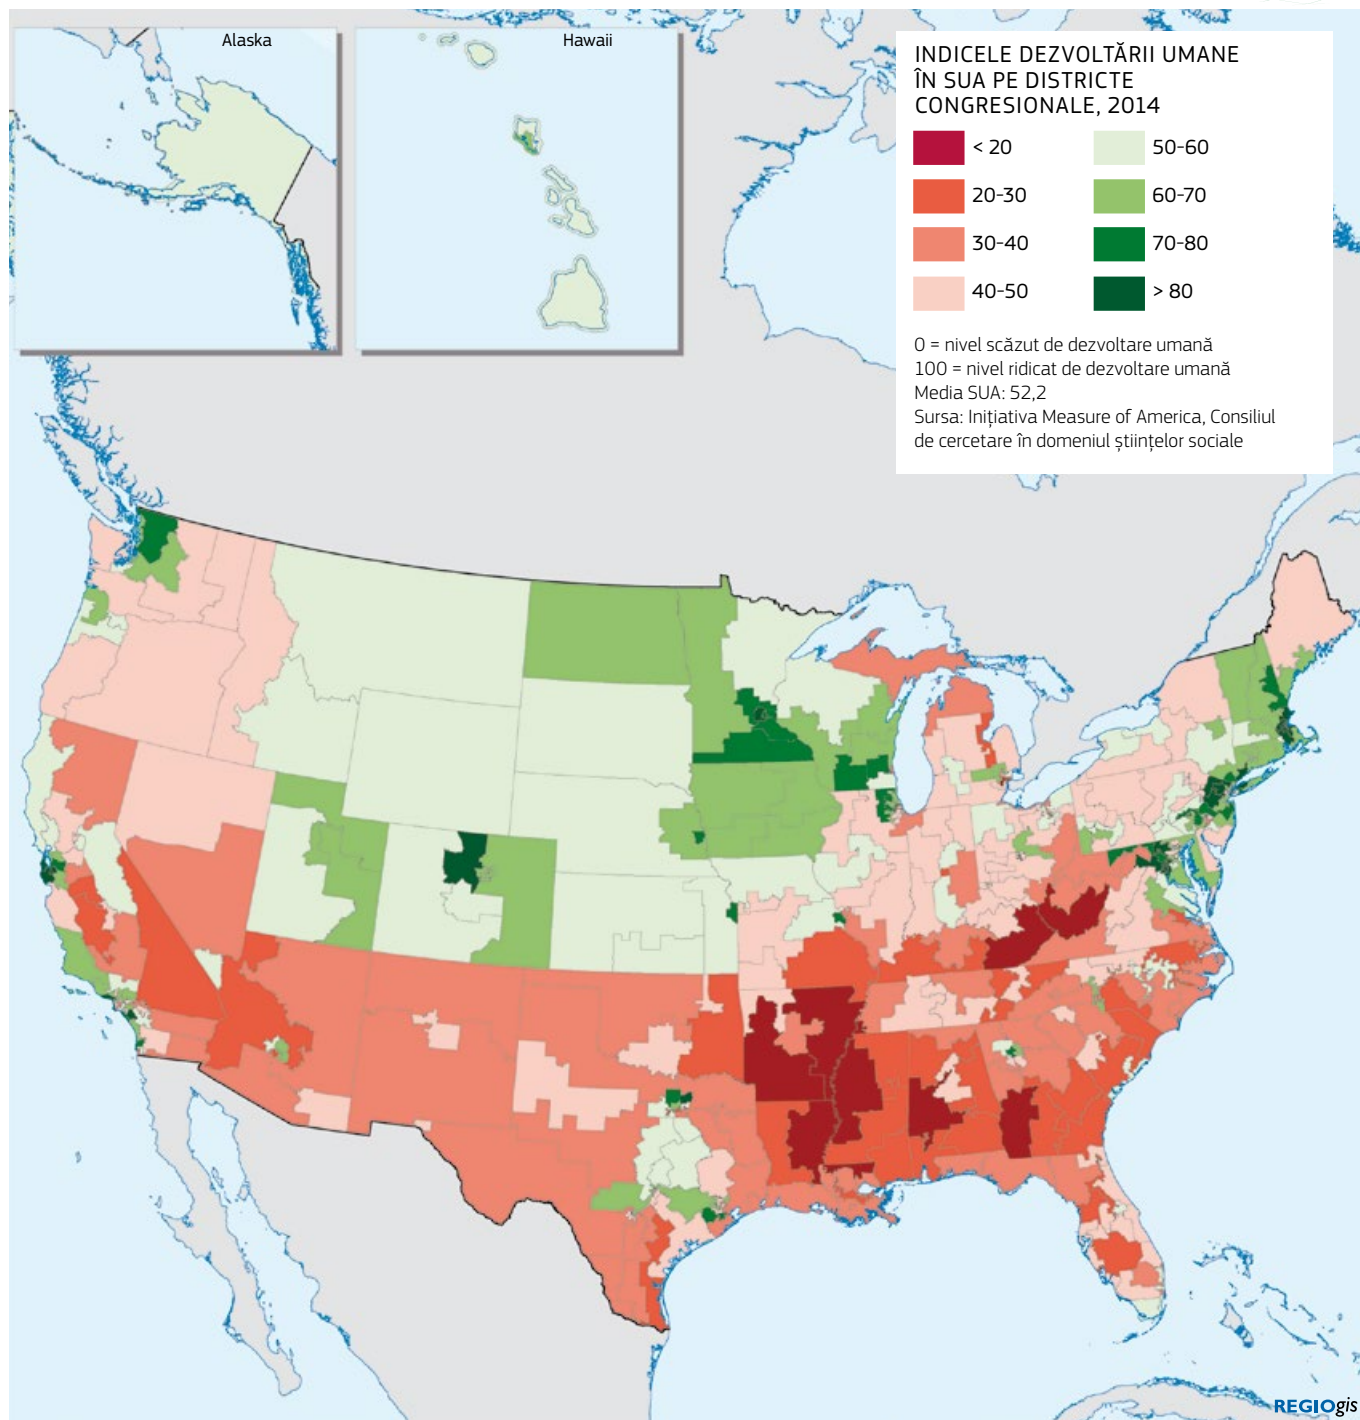 Alaska
Hawaii
INDICELE DEZVOLTĂRII UMANE
ÎN SUA PE DISTRICTE
CONGRESIONALE, 2014
< 20
20-30
30-40
40-50
50-60
60-70
70-80
> 80
0 = nivel scăzut de dezvoltare umană
100 = nivel ridicat de dezvoltare umană
Media SUA: 52,2
Sursa: Inițiativa Measure of America, Consiliul
de cercetare în domeniul științelor sociale
REGIOgis